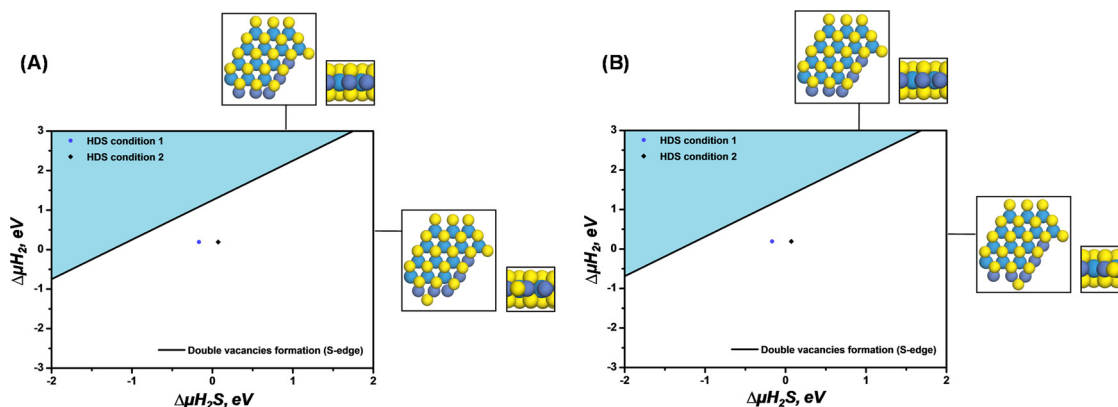 (A)
3
HDS condition 1
HDS condition 2
2
1
0
-1
-2
-3
ΔμH₂, eV
Double vacancies formation (S-edge)
-2
-1
0
1
2
ΔμH₂S, eV
(B)
3
HDS condition 1
HDS condition 2
2
1
0
-1
-2
-3
ΔμH₂, eV
Double vacancies formation (S-edge)
-2
-1
0
1
2
ΔμH₂S, eV